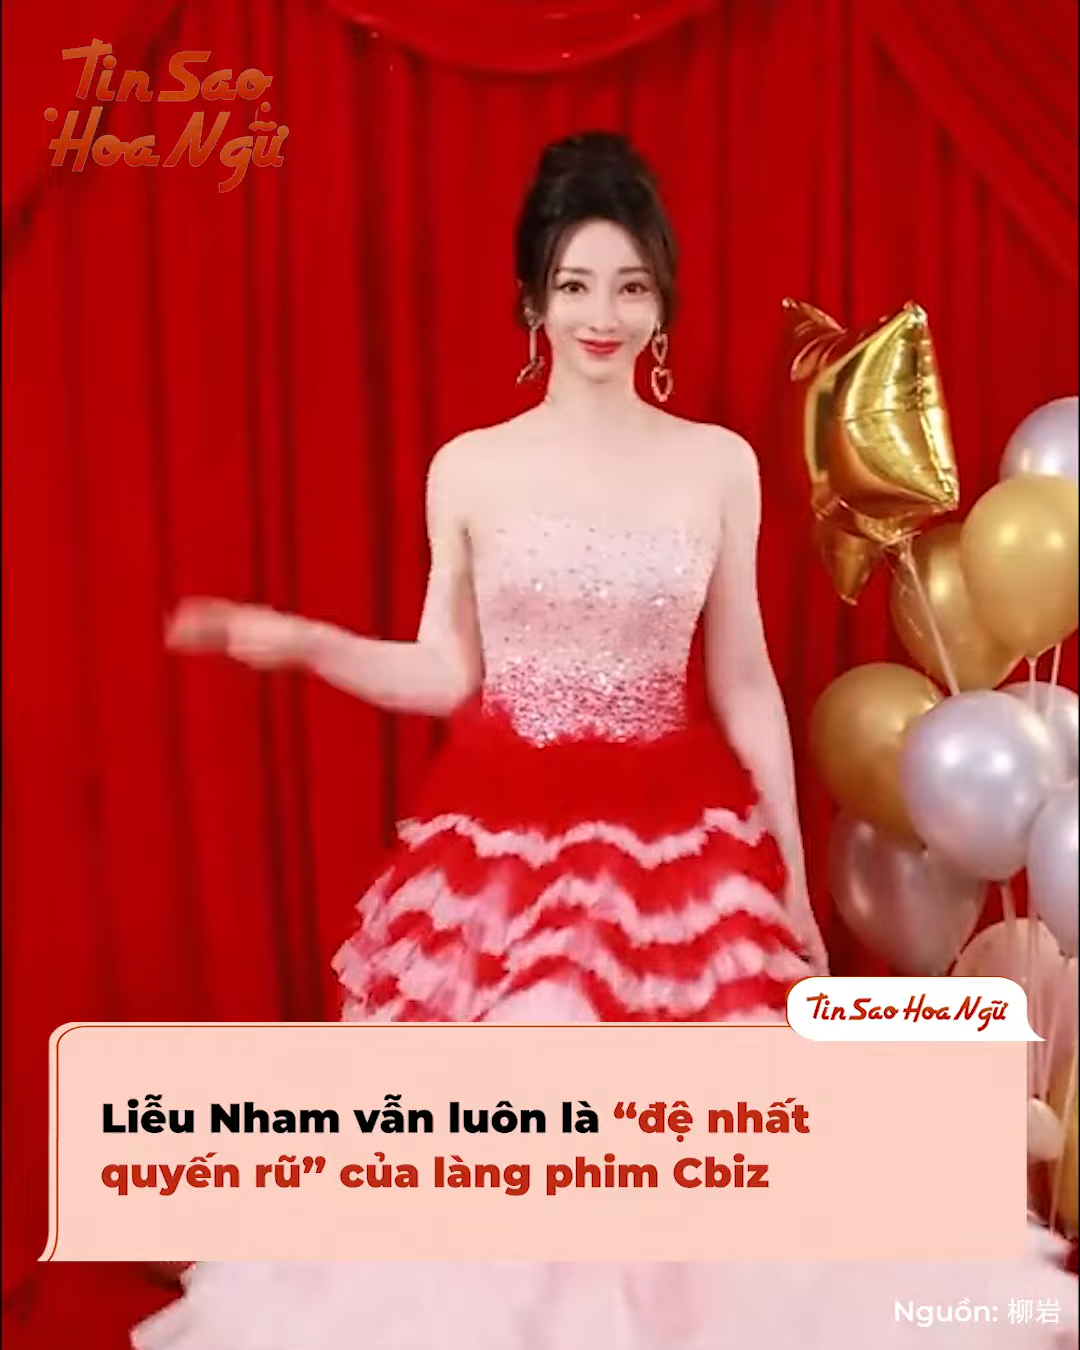 Tin Sao
Hoa Ngữ
Tin Sao Hoa Ngữ
Liễu Nham vẫn luôn là “đệ nhất
quyến rũ” của làng phim Cbiz
Nguồn: 柳岩